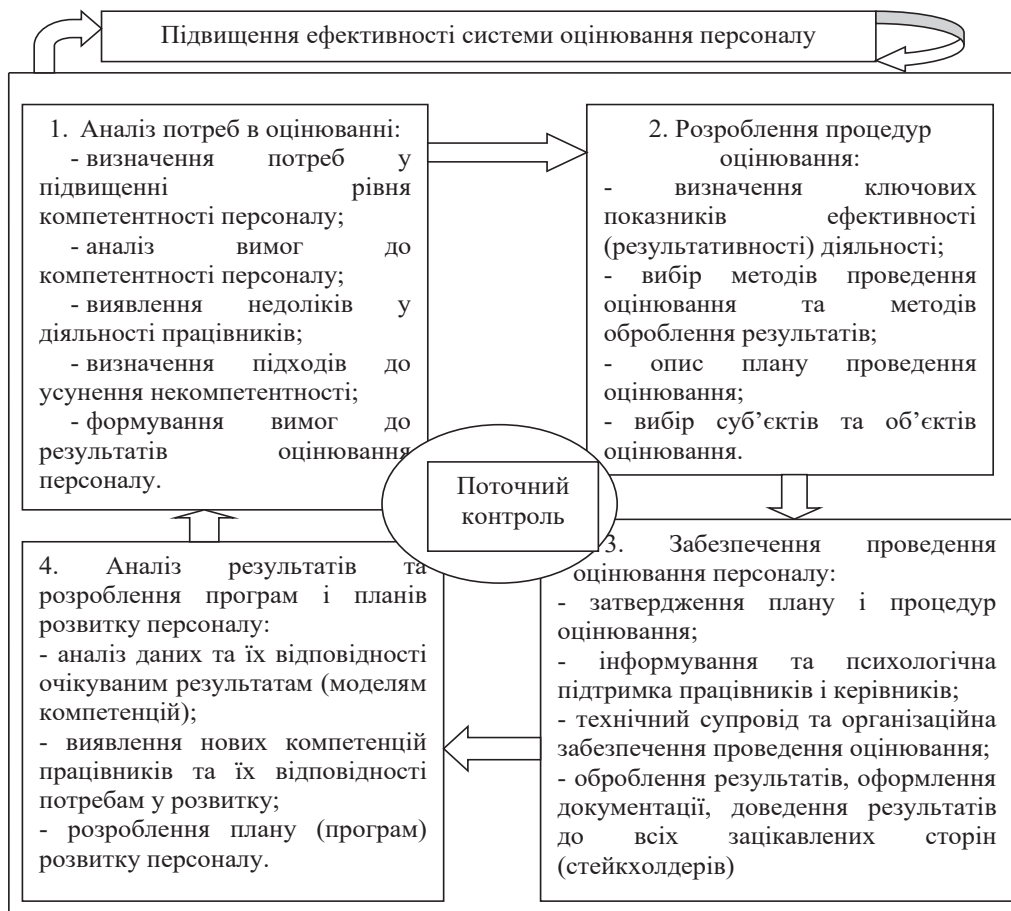 Підвищення ефективності системи оцінювання персоналу
1. Аналіз потреб в оцінюванні:
- визначення потреб у
підвищенні рівня
компетентності персоналу;
- аналіз вимог до
компетентності персоналу;
- виявлення недоліків у
діяльності працівників;
- визначення підходів до
усунення некомпетентності;
- формування вимог до
результатів оцінювання
персоналу.
2. Розроблення процедур
оцінювання:
- визначення ключових
показників ефективності
(результативності) діяльності;
- вибір методів проведення
оцінювання та методів
оброблення результатів;
- опис плану проведення
оцінювання;
- вибір суб’єктів та об’єктів
оцінювання.
Поточний
контроль
3. Забезпечення проведення
оцінювання персоналу:
- затвердження плану і процедур
оцінювання;
- інформування та психологічна
підтримка працівників і керівників;
- технічний супровід та організаційна
забезпечення проведення оцінювання;
- оброблення результатів, оформлення
документації, доведення результатів
до всіх зацікавлених сторін
(стейкхолдерів)
4. Аналіз результатів та
розроблення програм і планів
розвитку персоналу:
- аналіз даних та їх відповідності
очікуваним результатам (моделям
компетенцій);
- виявлення нових компетенцій
працівників та їх відповідності
потребам у розвитку;
- розроблення плану (програм)
розвитку персоналу.